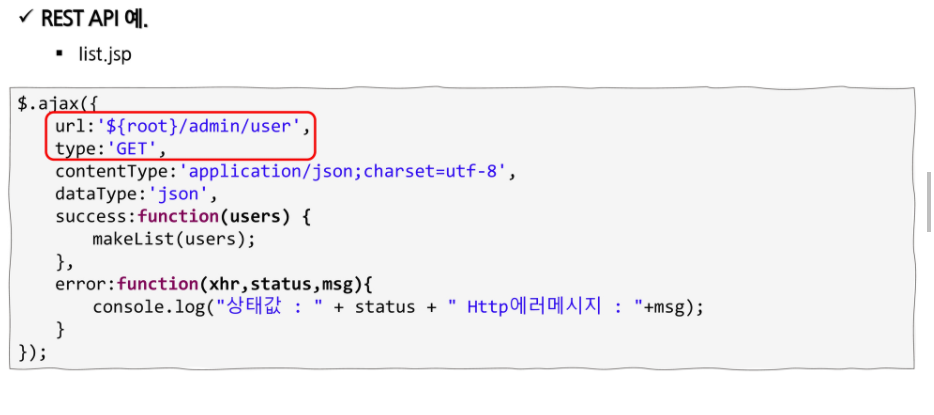 ✓ REST API 예.
▪ list.jsp
$.ajax({
    url:'${root}/admin/user',
    type:'GET',
    contentType:'application/json;charset=utf-8',
    dataType:'json',
    success:function(users) {
        makeList(users);
    },
    error:function(xhr,status,msg){
        console.log("상태값 : " + status + " Http에러메시지 : "+msg);
    }
});